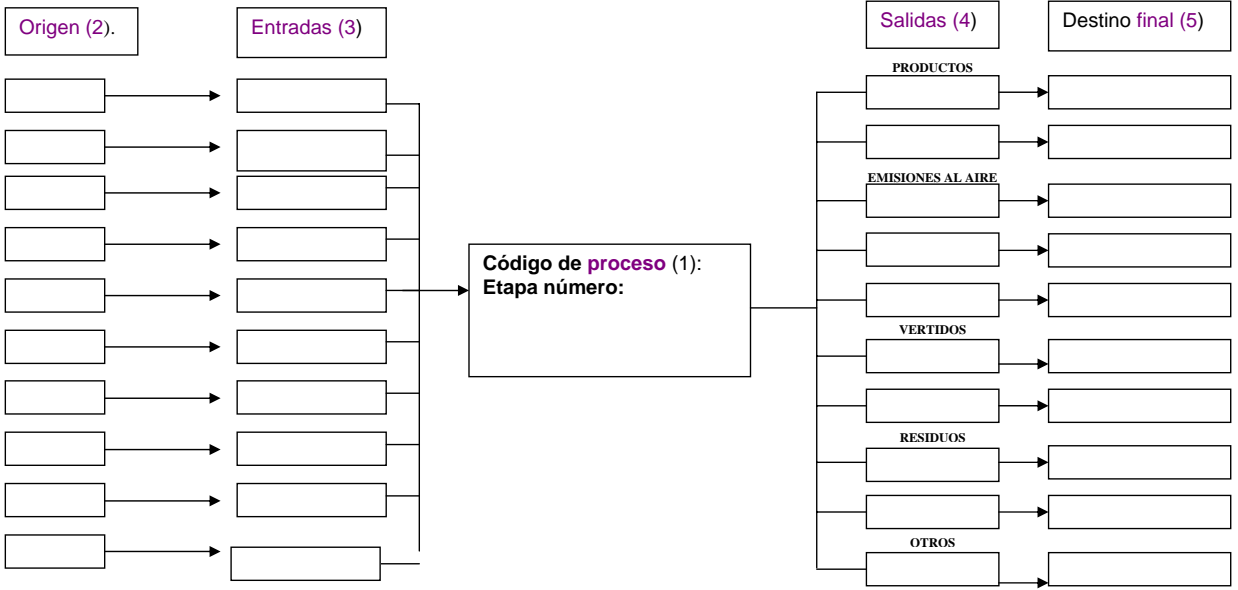 Origen (2).
Entradas (3)
Salidas (4)
Destino final (5)
PRODUCTOS
EMISIONES AL AIRE
Código de proceso (1):
Etapa número:
VERTIDOS
RESIDUOS
OTROS